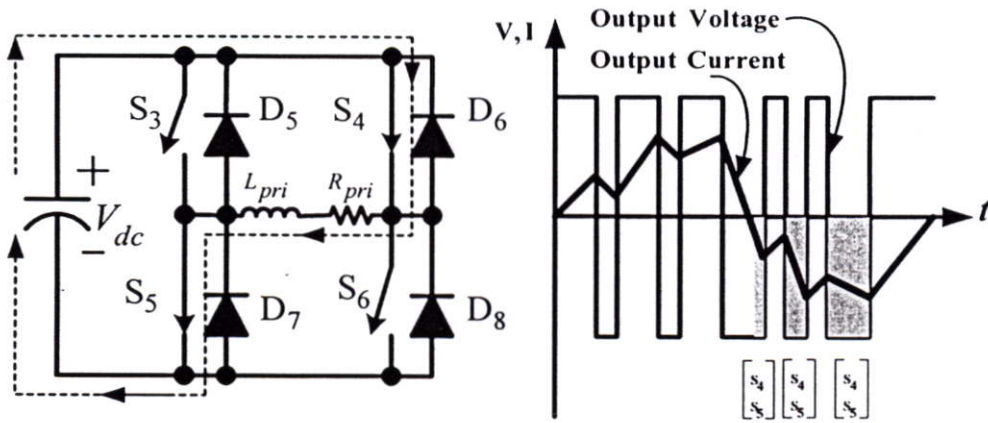 Output Voltage
V, I
Output Current
S3
D5
S4
D6
Lpri
Rpri
+
Vdc
−
t
S5
D7
S6
D8
S4 S4 S4
S5 S5 S5